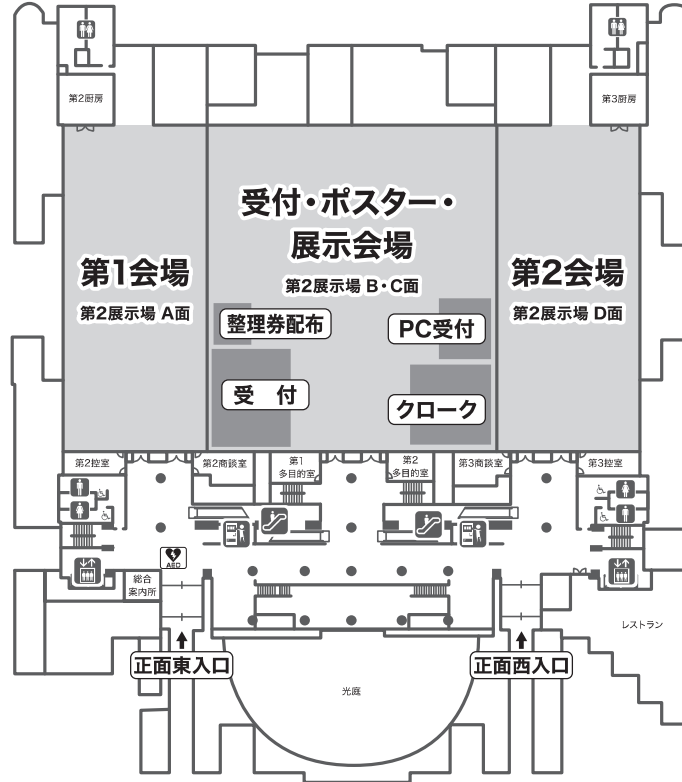 第2厨房
第3厨房
受付・ポスター・
展示会場
第2展示場 B・C面
第1会場
第2展示場 A面
第2会場
第2展示場 D面
整理券配布
PC受付
受 付
クローク
第2控室
第2商談室
第1
多目的室
第2
多目的室
第3商談室
第3控室
AED
総合
案内所
レストラン
正面東入口
正面西入口
光庭